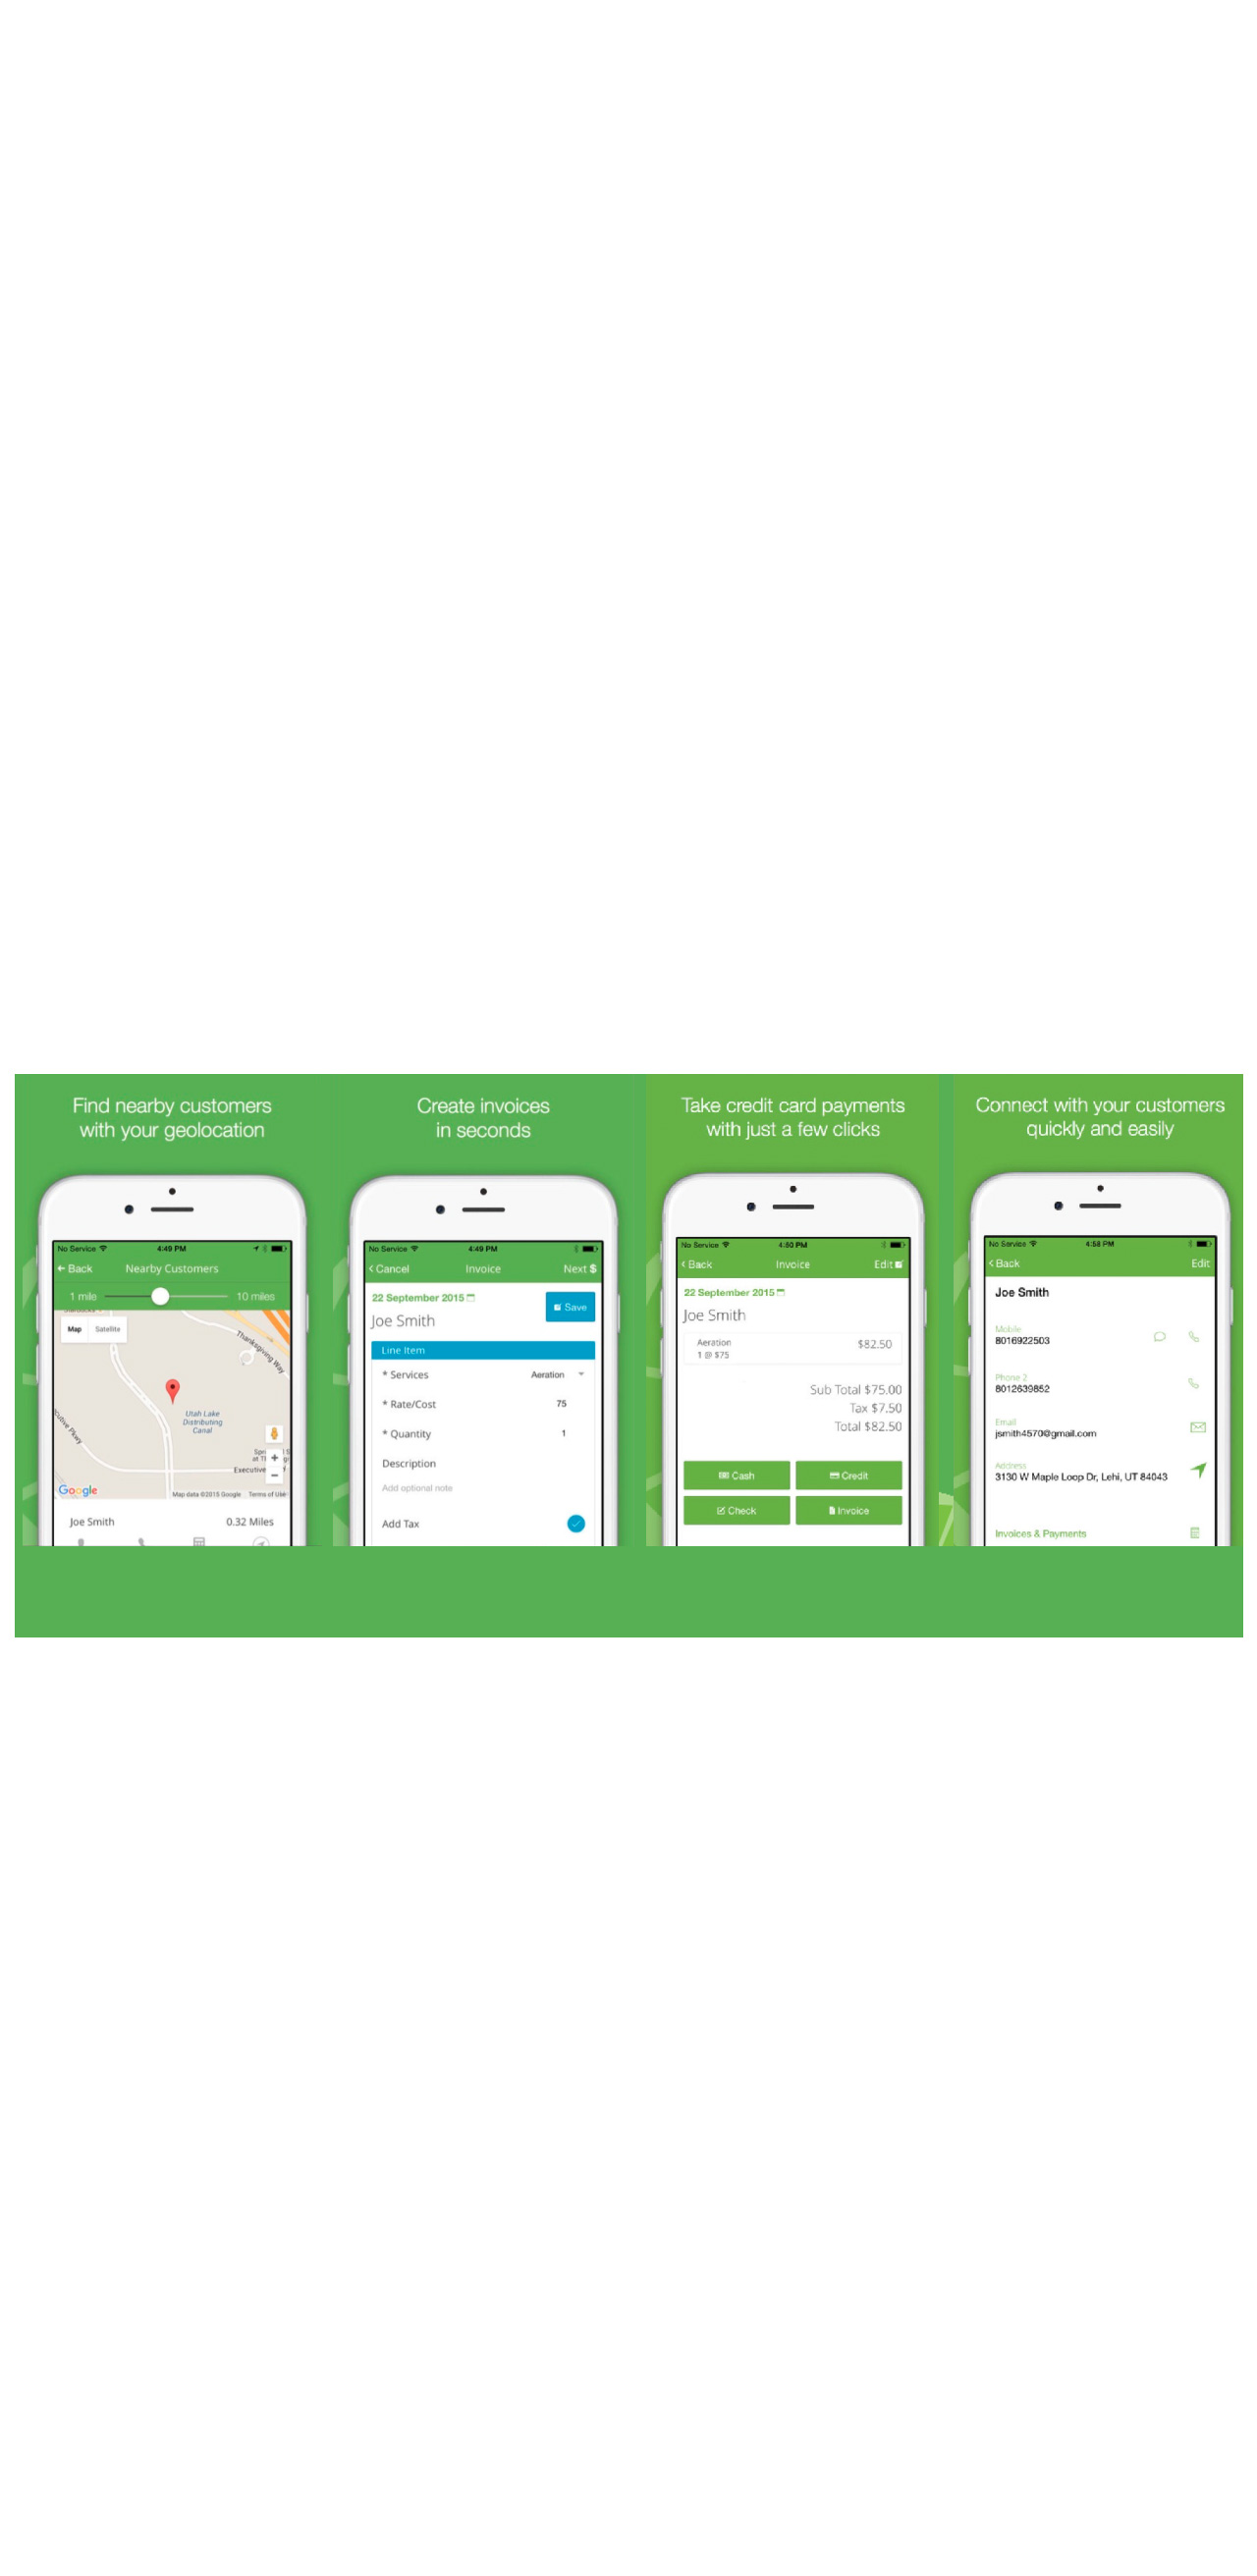 Find nearby customers
with your geolocation
No Service 4:49 PM
Back Nearby Customers
1 mile 10 miles
Map Satellite
Thanksgiving Way
Utah Lake
Distributing
Canal
Executive
Google Map data ©2015 Google Terms of Use
Joe Smith 0.32 Miles
Create invoices
in seconds
No Service 4:49 PM
Cancel Invoice Next $
22 September 2015
Save
Joe Smith
Line Item
* Services Aeration
* Rate/Cost 75
* Quantity 1
Description
Add optional note
Add Tax
Take credit card payments
with just a few clicks
No Service 4:50 PM
Back Invoice Edit
22 September 2015
Joe Smith
Aeration $82.50
1 @ $75
Sub Total $75.00
Tax $7.50
Total $82.50
Cash Credit
Check Invoice
Connect with your customers
quickly and easily
No Service 4:58 PM
Back Edit
Joe Smith
Mobile
8016922503
Phone 2
8012639852
Email
jsmith4570@gmail.com
Address
3130 W Maple Loop Dr, Lehi, UT 84043
Invoices & Payments